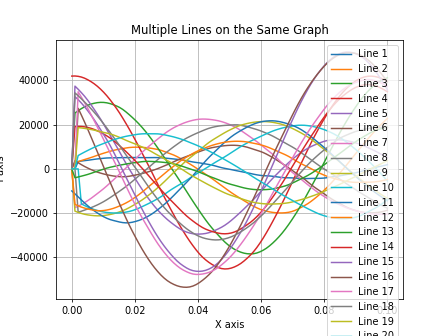 Multiple Lines on the Same Graph
40000
20000
0
−20000
−40000
0.00
0.02
0.04
0.06
0.08
X axis
Line 1
Line 2
Line 3
Line 4
Line 5
Line 6
Line 7
Line 8
Line 9
Line 10
Line 11
Line 12
Line 13
Line 14
Line 15
Line 16
Line 17
Line 18
Line 19